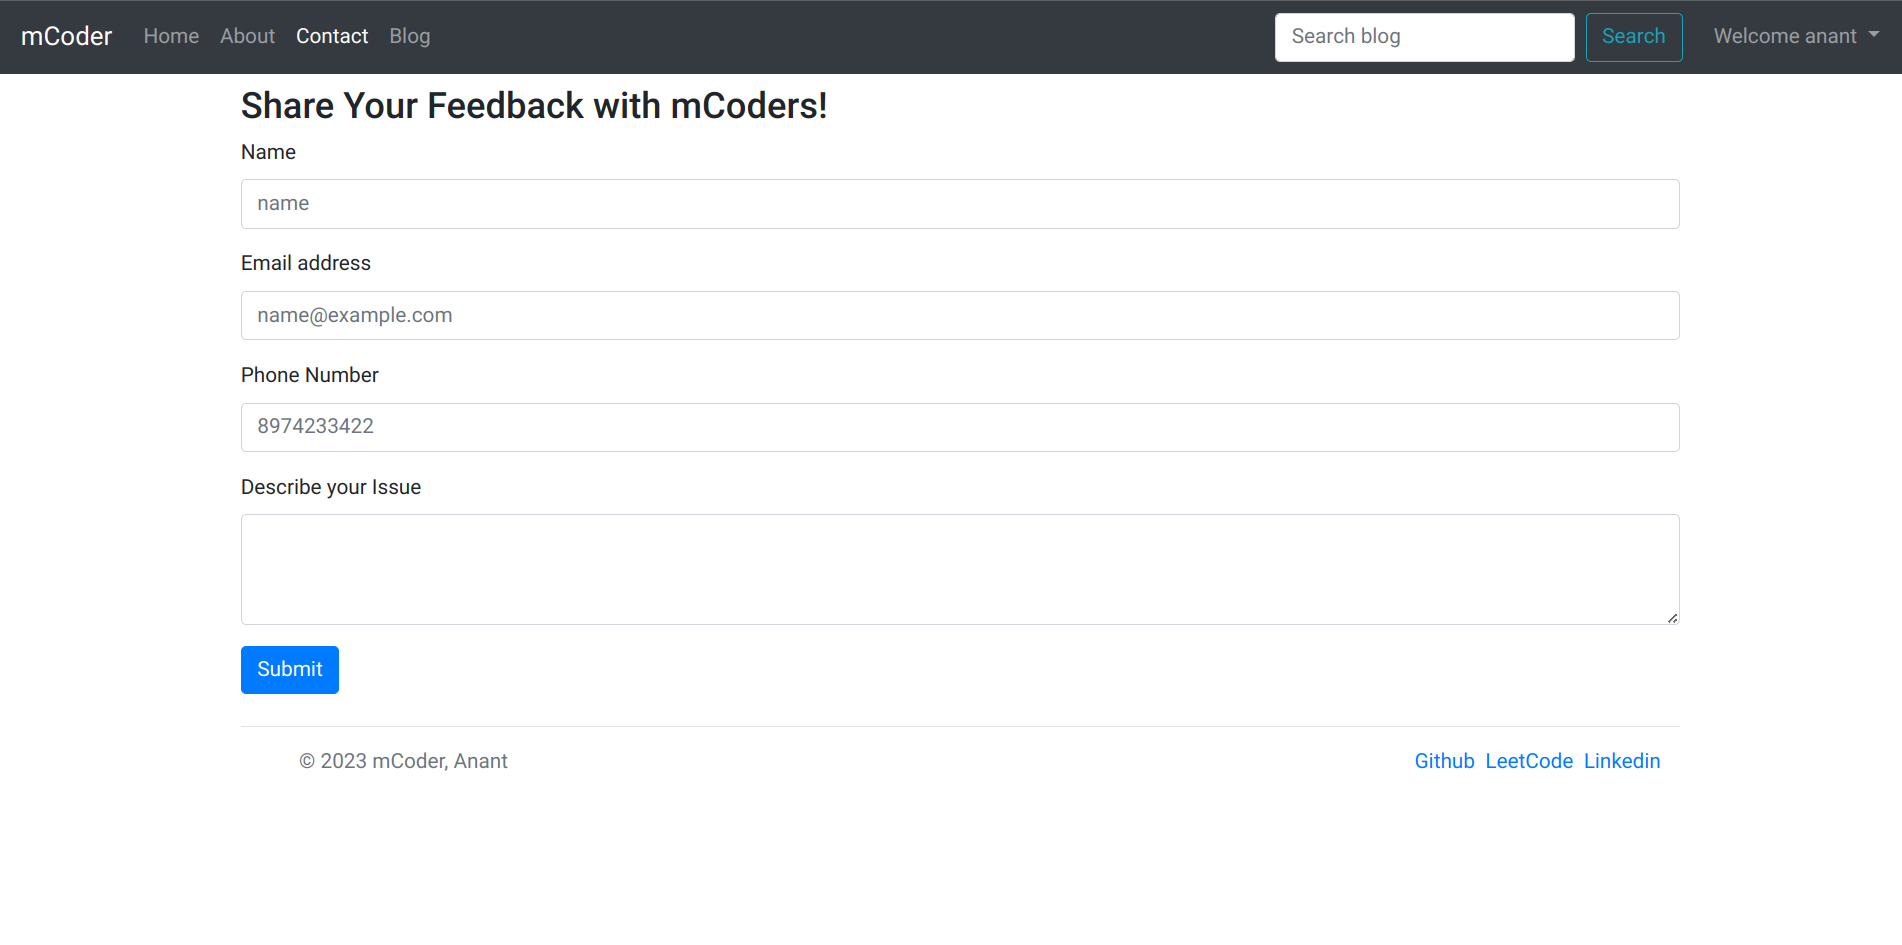 mCoder Home About Contact Blog Search blog Search Welcome anant
Share Your Feedback with mCoders!
Name
name
Email address
name@example.com
Phone Number
8974233422
Describe your Issue
Submit
© 2023 mCoder, Anant Github LeetCode Linkedin